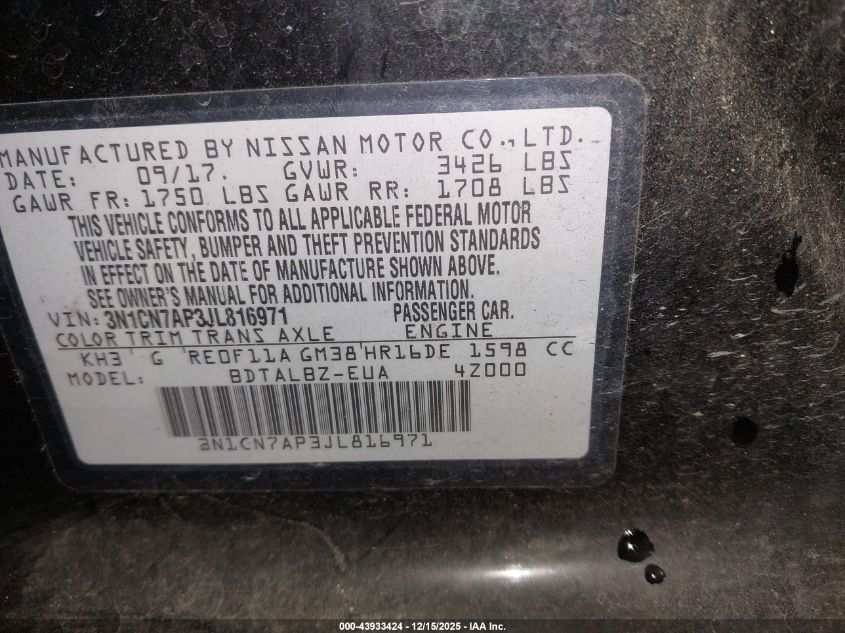 MANUFACTURED BY NISSAN MOTOR CO., LTD.
DATE: 09/17. GVWR: 3426 LBS
GAWR FR: 1750 LBS GAWR RR: 1708 LBS
THIS VEHICLE CONFORMS TO ALL APPLICABLE FEDERAL MOTOR
VEHICLE SAFETY, BUMPER AND THEFT PREVENTION STANDARDS
IN EFFECT ON THE DATE OF MANUFACTURE SHOWN ABOVE.
SEE OWNER'S MANUAL FOR ADDITIONAL INFORMATION.
VIN: 3N1CN7AP3JL816971 PASSENGER CAR.
COLOR TRIM TRANS AXLE ENGINE
KH3 G RE0F11A GM38 HR16DE 1598 CC
MODEL: BDTALBZ-EUA 4Z000
3N1CN7AP3JL816971
000-43933424 - 12/15/2025 - IAA Inc.